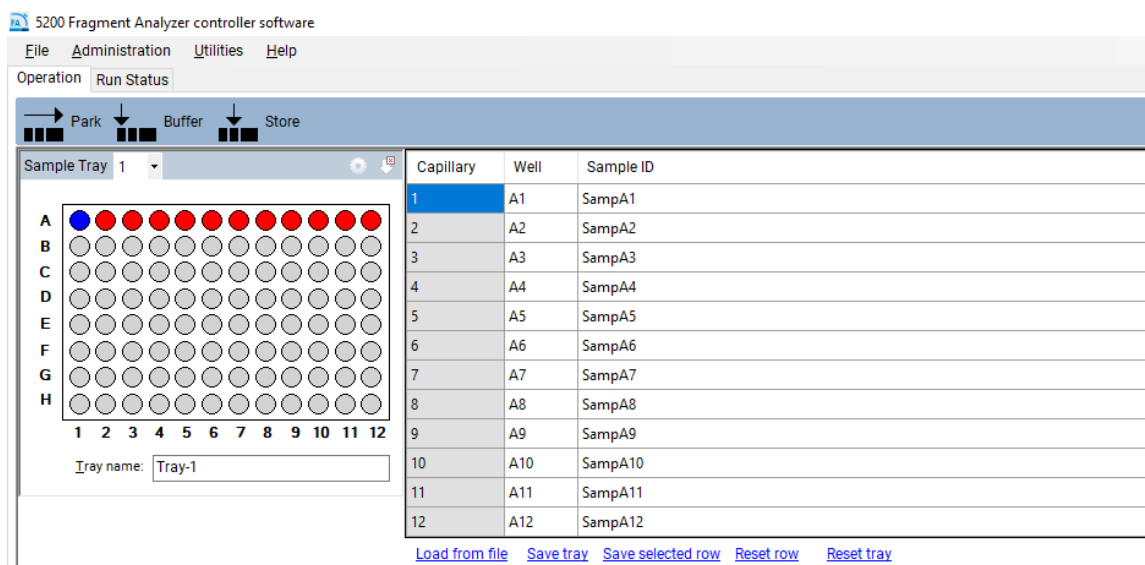 FA 5200 Fragment Analyzer controller software
File Administration Utilities Help
Operation Run Status
Park Buffer Store
Sample Tray 1
Capillary Well Sample ID
A
B
C
D
E
F
G
H
1 2 3 4 5 6 7 8 9 10 11 12
Tray name: Tray-1
1 A1 SampA1
2 A2 SampA2
3 A3 SampA3
4 A4 SampA4
5 A5 SampA5
6 A6 SampA6
7 A7 SampA7
8 A8 SampA8
9 A9 SampA9
10 A10 SampA10
11 A11 SampA11
12 A12 SampA12
Load from file Save tray Save selected row Reset row Reset tray